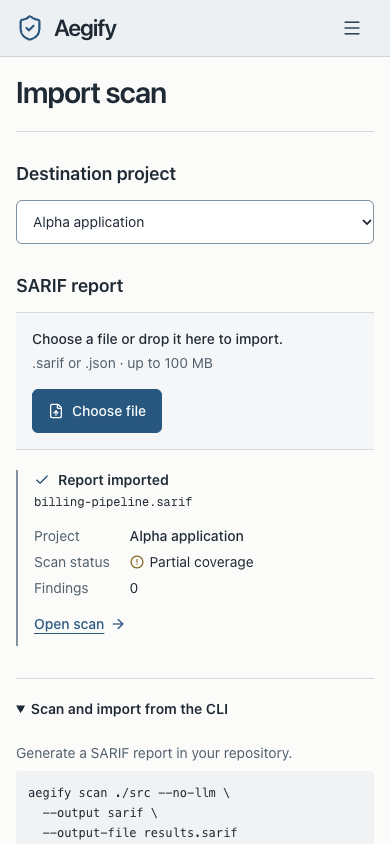 Aegify
Import scan
Destination project
Alpha application
SARIF report
Choose a file or drop it here to import.
.sarif or .json · up to 100 MB
Choose file
Report imported
billing-pipeline.sarif
Project Alpha application
Scan status Partial coverage
Findings 0
Open scan
Scan and import from the CLI
Generate a SARIF report in your repository.
aegify scan ./src --no-llm \
--output sarif \
--output-file results.sarif